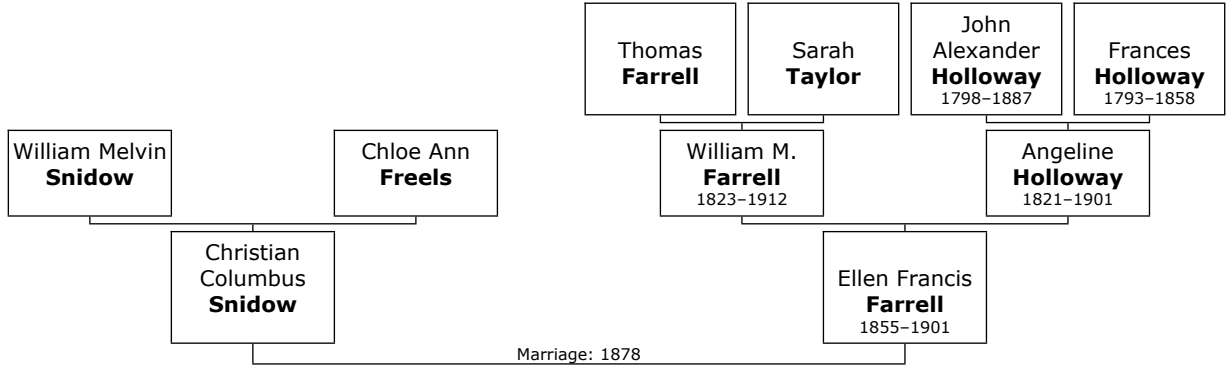 Thomas
Farrell
Sarah
Taylor
John
Alexander
Holloway
1798–1887
Frances
Holloway
1793–1858
William Melvin
Snidow
Chloe Ann
Freels
William M.
Farrell
1823–1912
Angeline
Holloway
1821–1901
Christian
Columbus
Snidow
Ellen Francis
Farrell
1855–1901
Marriage: 1878